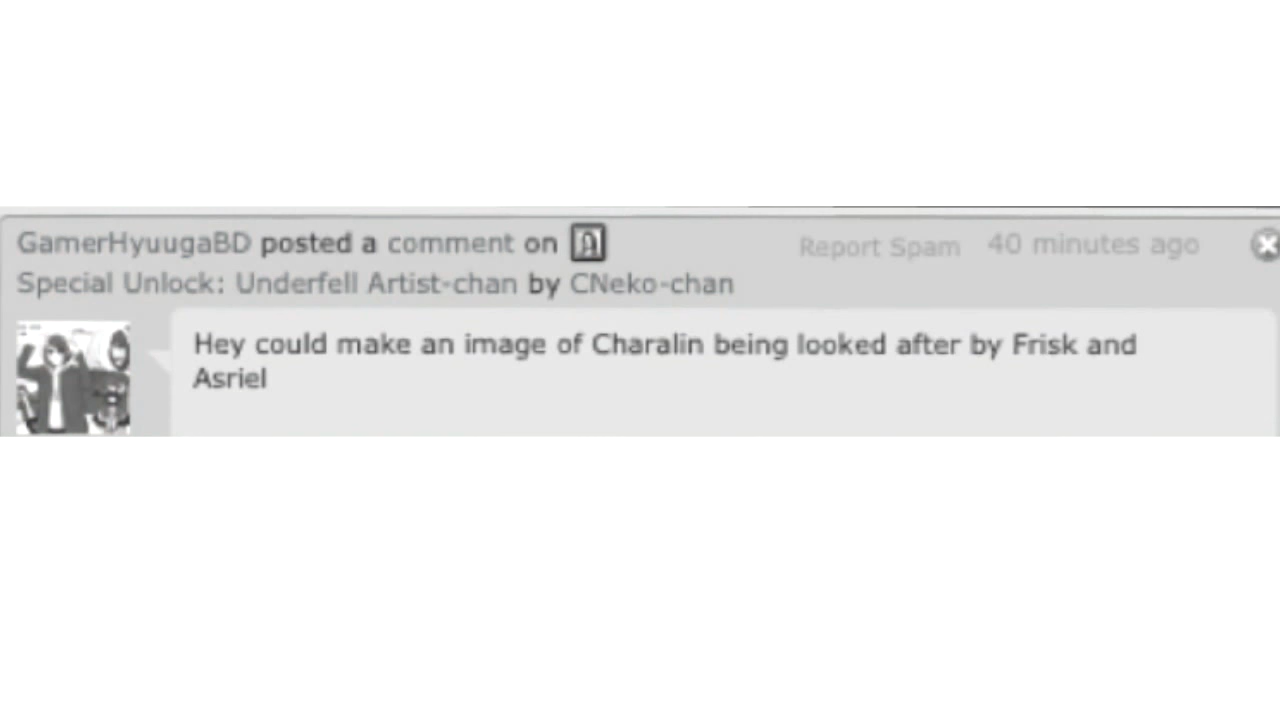 GamerHyuugaBD posted a comment on
Report Spam 40 minutes ago
Special Unlock: Underfell Artist-chan by CNeko-chan
Hey could make an image of Charalin being looked after by Frisk and
Asriel